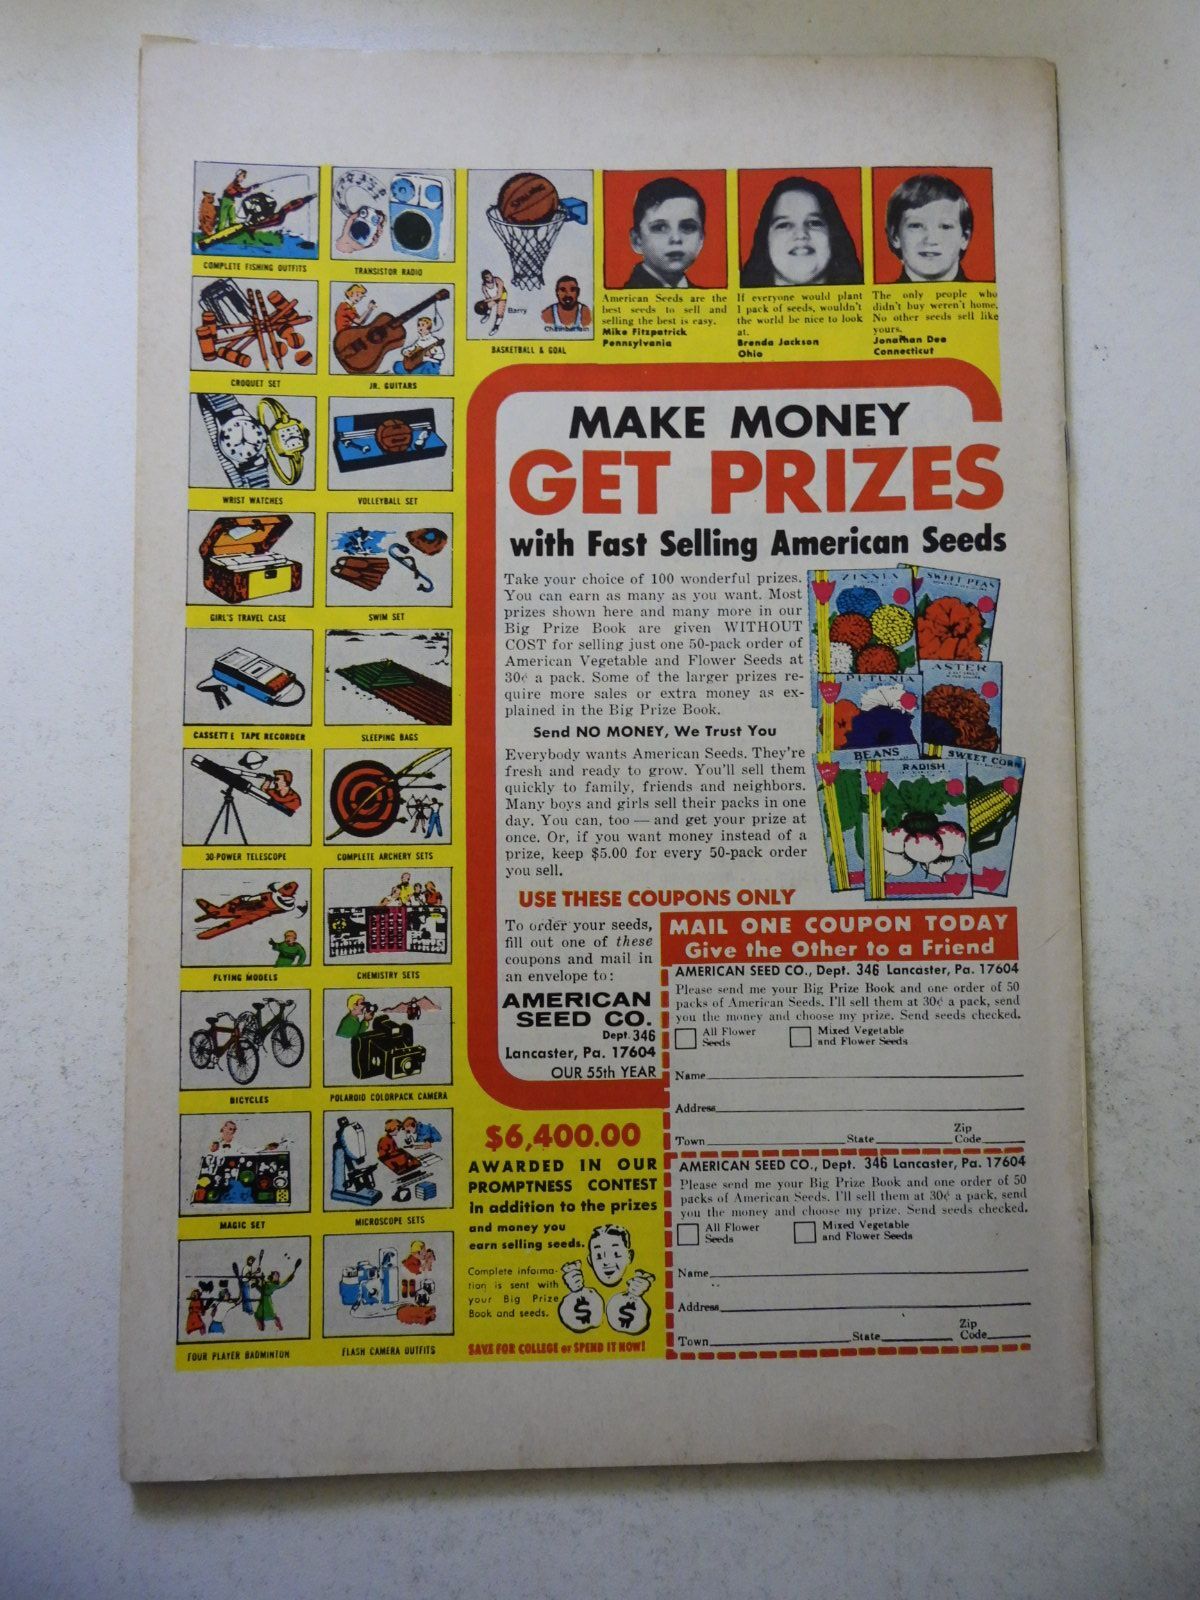 COMPLETE FISHING OUTFITS
TRANSISTOR RADIO
SPALDING
Barry
Chamberlain
BASKETBALL & GOAL
CROQUET SET
JR. GUITARS
WRIST WATCHES
VOLLEYBALL SET
GIRL'S TRAVEL CASE
SWIM SET
CASSETTE TAPE RECORDER
SLEEPING BAGS
30-POWER TELESCOPE
COMPLETE ARCHERY SETS
FLYING MODELS
CHEMISTRY SETS
BICYCLES
POLAROID COLORPACK CAMERA
MAGIC SET
MICROSCOPE SETS
FOUR PLAYER BADMINTON
FLASH CAMERA OUTFITS
American Seeds are the
best seeds to sell and
selling the best is easy.
Mike Fitzpatrick
Pennsylvania
If everyone would plant
1 pack of seeds, wouldn't
the world be nice to look
at.
Brenda Jackson
Ohio
The only people who
didn't buy weren't home.
No other seeds sell like
yours.
Jonathan Dee
Connecticut
MAKE MONEY
GET PRIZES
with Fast Selling American Seeds
Take your choice of 100 wonderful prizes.
You can earn as many as you want. Most
prizes shown here and many more in our
Big Prize Book are given WITHOUT
COST for selling just one 50-pack order of
American Vegetable and Flower Seeds at
30¢ a pack. Some of the larger prizes re-
quire more sales or extra money as ex-
plained in the Big Prize Book.
Send NO MONEY, We Trust You
Everybody wants American Seeds. They're
fresh and ready to grow. You'll sell them
quickly to family, friends and neighbors.
Many boys and girls sell their packs in one
day. You can, too — and get your prize at
once. Or, if you want money instead of a
prize, keep $5.00 for every 50-pack order
you sell.
ZINNIA
SWEET PEAS
ASTER
PETUNIA
BEANS
RADISH
SWEET CORN
USE THESE COUPONS ONLY
To order your seeds,
fill out one of these
coupons and mail in
an envelope to:
AMERICAN
SEED CO.
Dept. 346
Lancaster, Pa. 17604
OUR 55th YEAR
MAIL ONE COUPON TODAY
Give the Other to a Friend
AMERICAN SEED CO., Dept. 346 Lancaster, Pa. 17604
Please send me your Big Prize Book and one order of 50
packs of American Seeds. I'll sell them at 30¢ a pack, send
you the money and choose my prize. Send seeds checked.
All Flower
Seeds
Mixed Vegetable
and Flower Seeds
Name
Address
Town State Zip
Code
AMERICAN SEED CO., Dept. 346 Lancaster, Pa. 17604
Please send me your Big Prize Book and one order of 50
packs of American Seeds. I'll sell them at 30¢ a pack, send
you the money and choose my prize. Send seeds checked.
All Flower
Seeds
Mixed Vegetable
and Flower Seeds
Name
Address
Town State Zip
Code
$6,400.00
AWARDED IN OUR
PROMPTNESS CONTEST
In addition to the prizes
and money you
earn selling seeds.
Complete informa-
tion is sent with
your Big Prize
Book and seeds.
$ $
SAVE FOR COLLEGE or SPEND IT NOW!